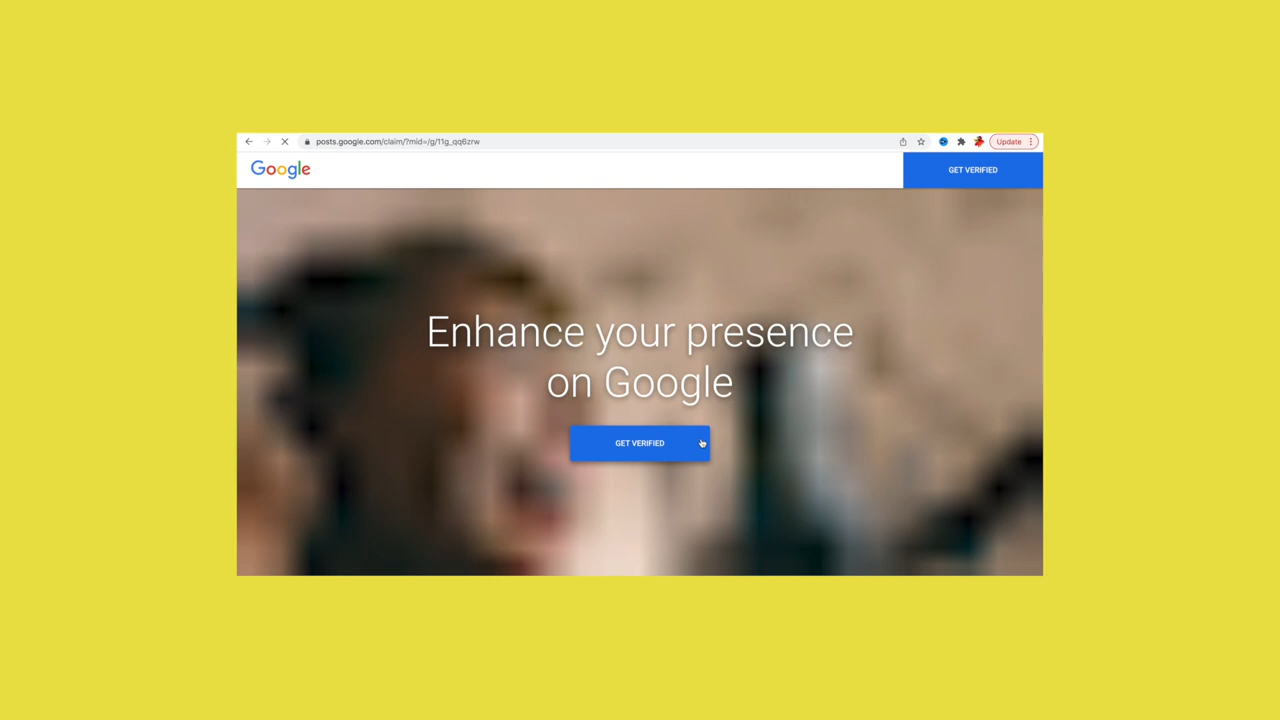 posts.google.com/claim/?mid=/g/11g_qq6zrw
Update
Google
GET VERIFIED
Enhance your presence
on Google
GET VERIFIED